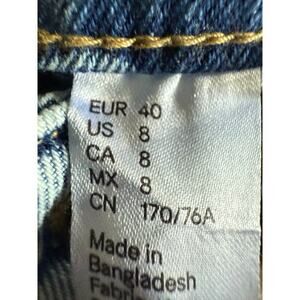 EUR 40
US 8
CA 8
MX 8
CN 170/76A
Made in
Bangladesh